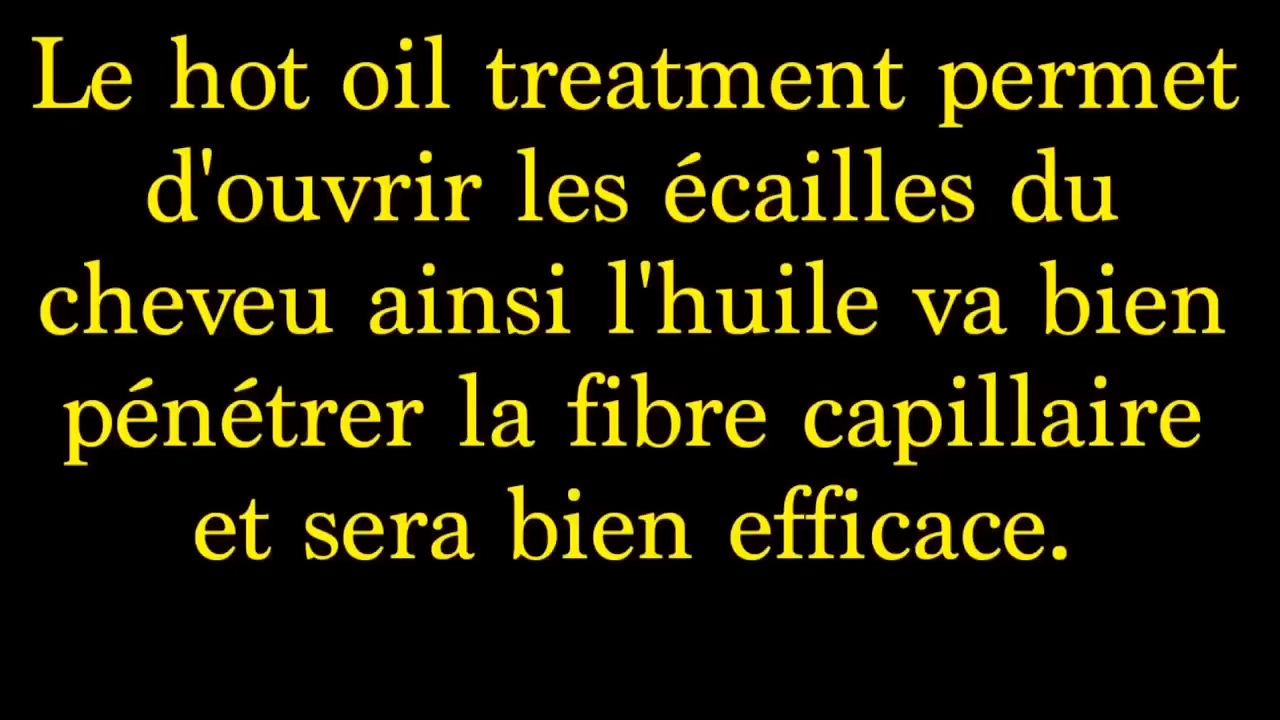 Le hot oil treatment permet
d'ouvrir les écailles du
cheveu ainsi l'huile va bien
pénétrer la fibre capillaire
et sera bien efficace.